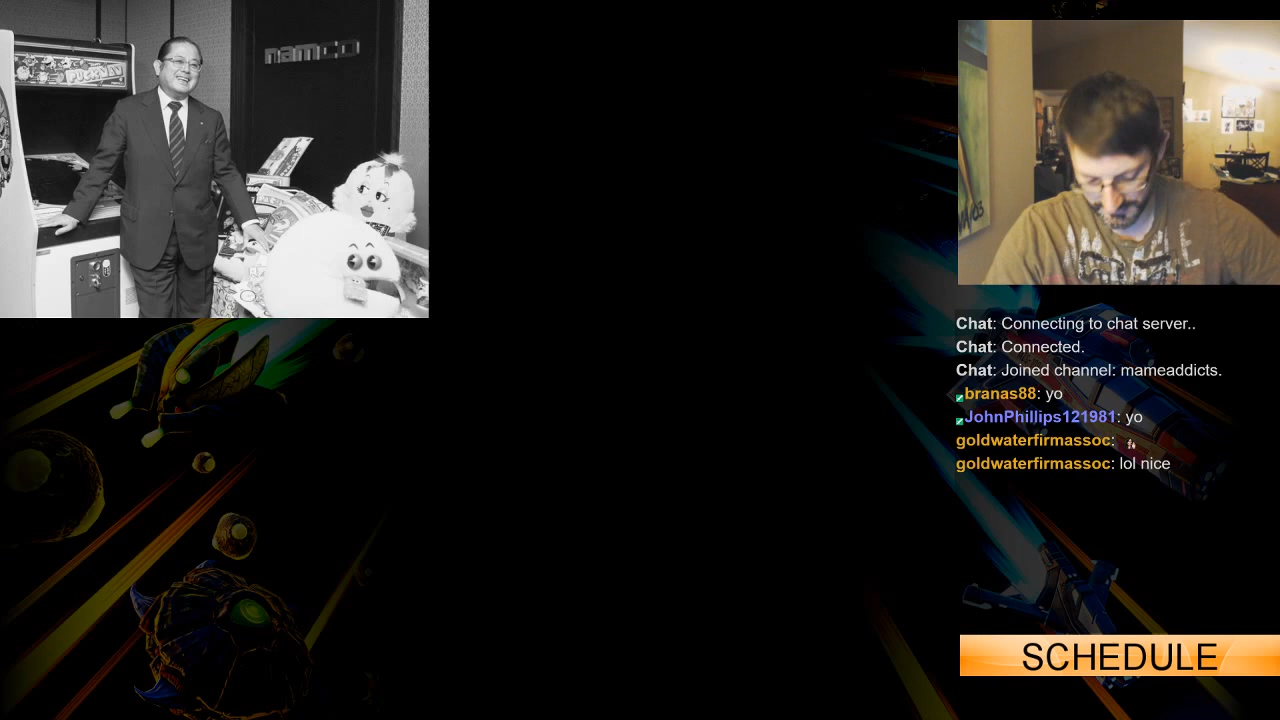 namco
PUCKMAN
Chat: Connecting to chat server..
Chat: Connected.
Chat: Joined channel: mameaddicts.
branas88: yo
JohnPhillips121981: yo
goldwaterfirmassoc:
goldwaterfirmassoc: lol nice
SCHEDULE